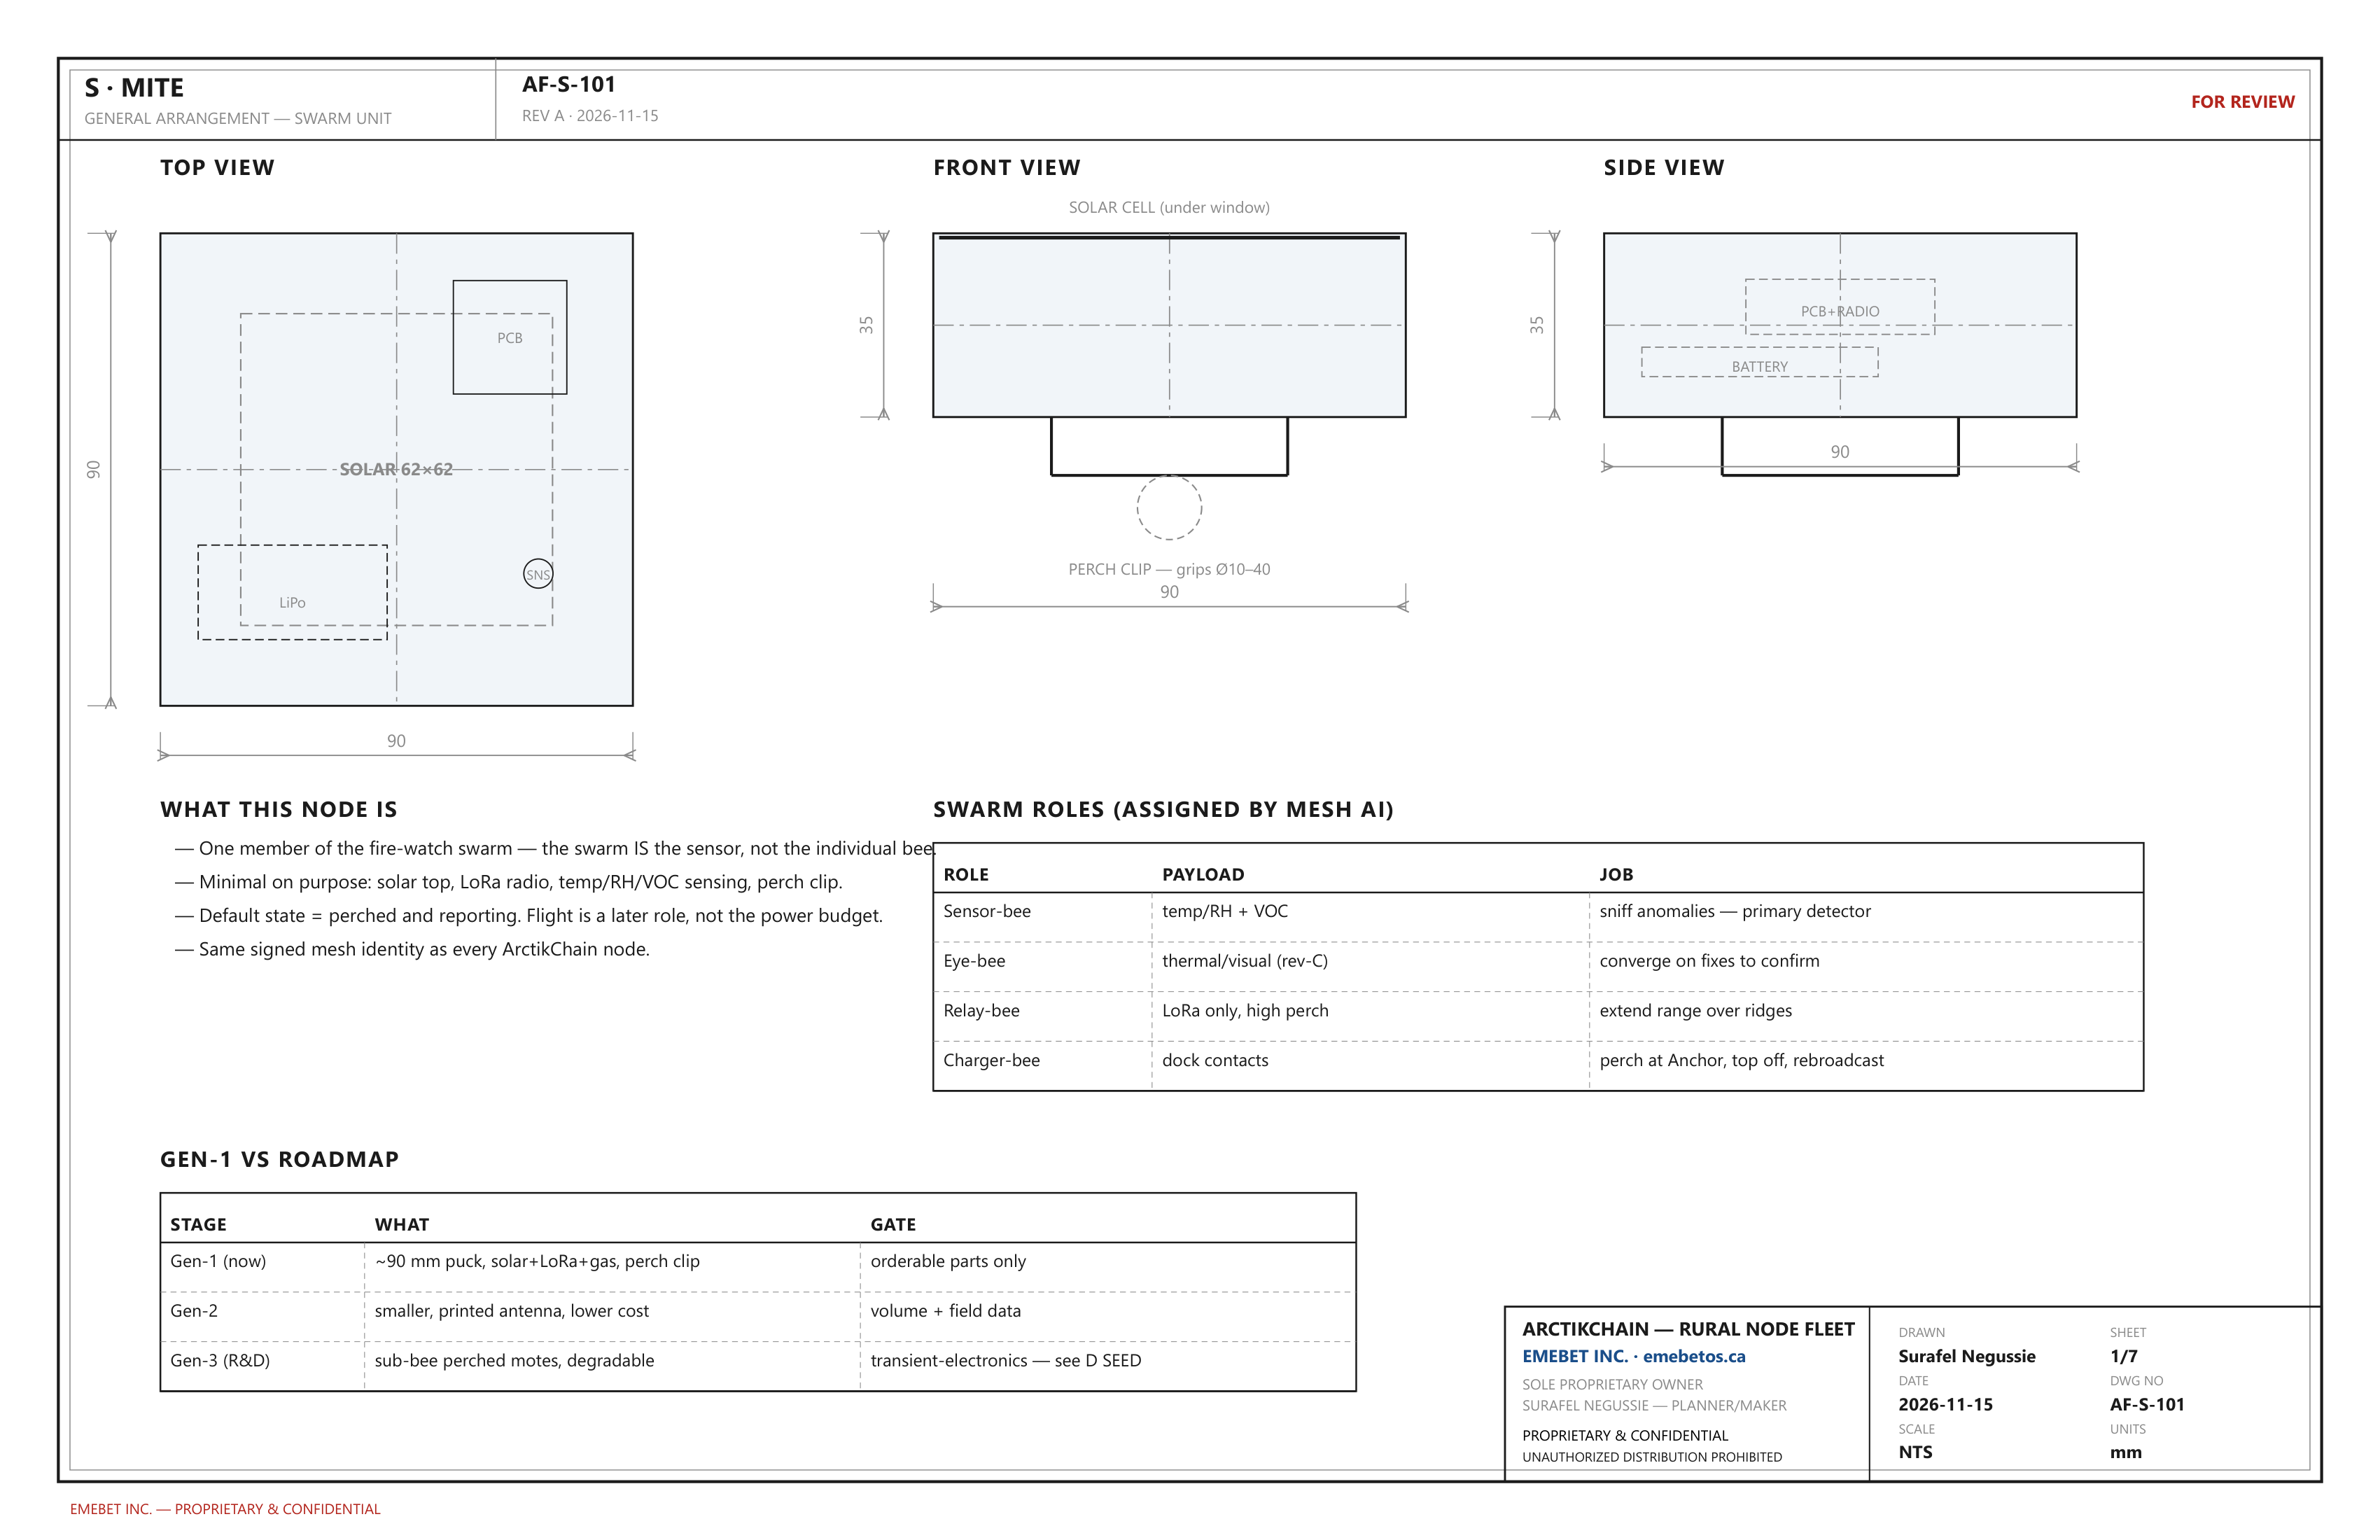 S · MITE
GENERAL ARRANGEMENT — SWARM UNIT
AF-S-101
REV A · 2026-11-15
FOR REVIEW
TOP VIEW
90
PCB
SOLAR 62×62
LiPo
SNS
90
FRONT VIEW
SOLAR CELL (under window)
35
PERCH CLIP — grips Ø10–40
90
SIDE VIEW
35
PCB+RADIO
BATTERY
90
WHAT THIS NODE IS
— One member of the fire-watch swarm — the swarm IS the sensor, not the individual bee.
— Minimal on purpose: solar top, LoRa radio, temp/RH/VOC sensing, perch clip.
— Default state = perched and reporting. Flight is a later role, not the power budget.
— Same signed mesh identity as every ArctikChain node.
SWARM ROLES (ASSIGNED BY MESH AI)
ROLE PAYLOAD JOB
Sensor-bee temp/RH + VOC sniff anomalies — primary detector
Eye-bee thermal/visual (rev-C) converge on fixes to confirm
Relay-bee LoRa only, high perch extend range over ridges
Charger-bee dock contacts perch at Anchor, top off, rebroadcast
GEN-1 VS ROADMAP
STAGE WHAT GATE
Gen-1 (now) ~90 mm puck, solar+LoRa+gas, perch clip orderable parts only
Gen-2 smaller, printed antenna, lower cost volume + field data
Gen-3 (R&D) sub-bee perched motes, degradable transient-electronics — see D SEED
ARCTIKCHAIN — RURAL NODE FLEET
EMEBET INC. · emebetos.ca
SOLE PROPRIETARY OWNER
SURAFEL NEGUSSIE — PLANNER/MAKER
PROPRIETARY & CONFIDENTIAL
UNAUTHORIZED DISTRIBUTION PROHIBITED
DRAWN SHEET
Surafel Negussie 1/7
DATE DWG NO
2026-11-15 AF-S-101
SCALE UNITS
NTS mm
EMEBET INC. — PROPRIETARY & CONFIDENTIAL